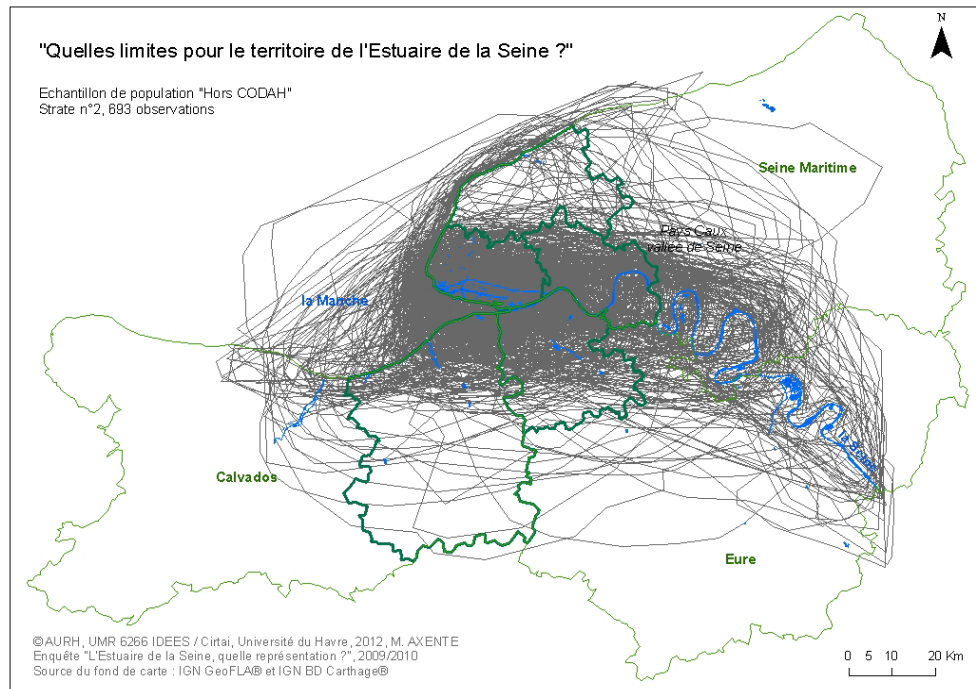 "Quelles limites pour le territoire de l'Estuaire de la Seine ?"
N
Echantillon de population "Hors CODAH"
Strate n°2, 693 observations
Seine Maritime
Pays Caux
vallée de Seine
la Manche
la Seine
Calvados
Eure
©AURH, UMR 6266 IDEES / Cirtai, Université du Havre, 2012, M. AXENTE
Enquête "L'Estuaire de la Seine, quelle représentation ?", 2009/2010
Source du fond de carte : IGN GeoFLA® et IGN BD Carthage®
0 5 10 20 Km